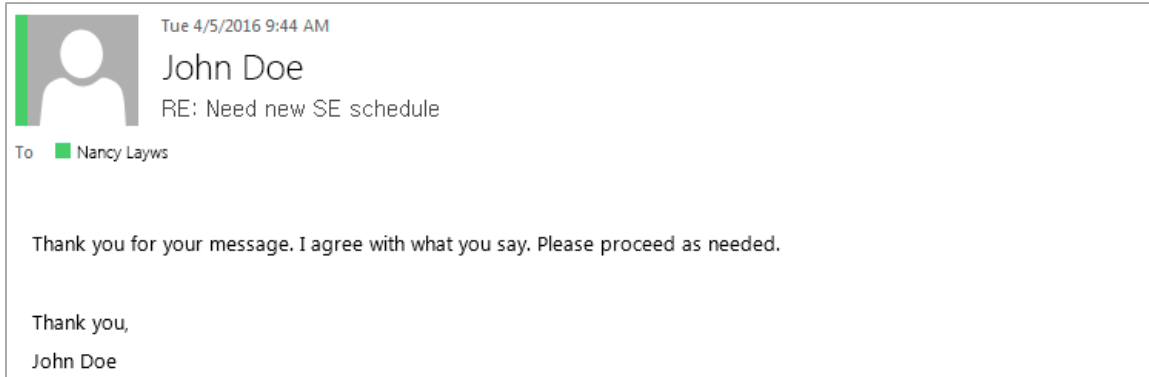 Tue 4/5/2016 9:44 AM
John Doe
RE: Need new SE schedule
To Nancy Layws
Thank you for your message. I agree with what you say. Please proceed as needed.
Thank you,
John Doe